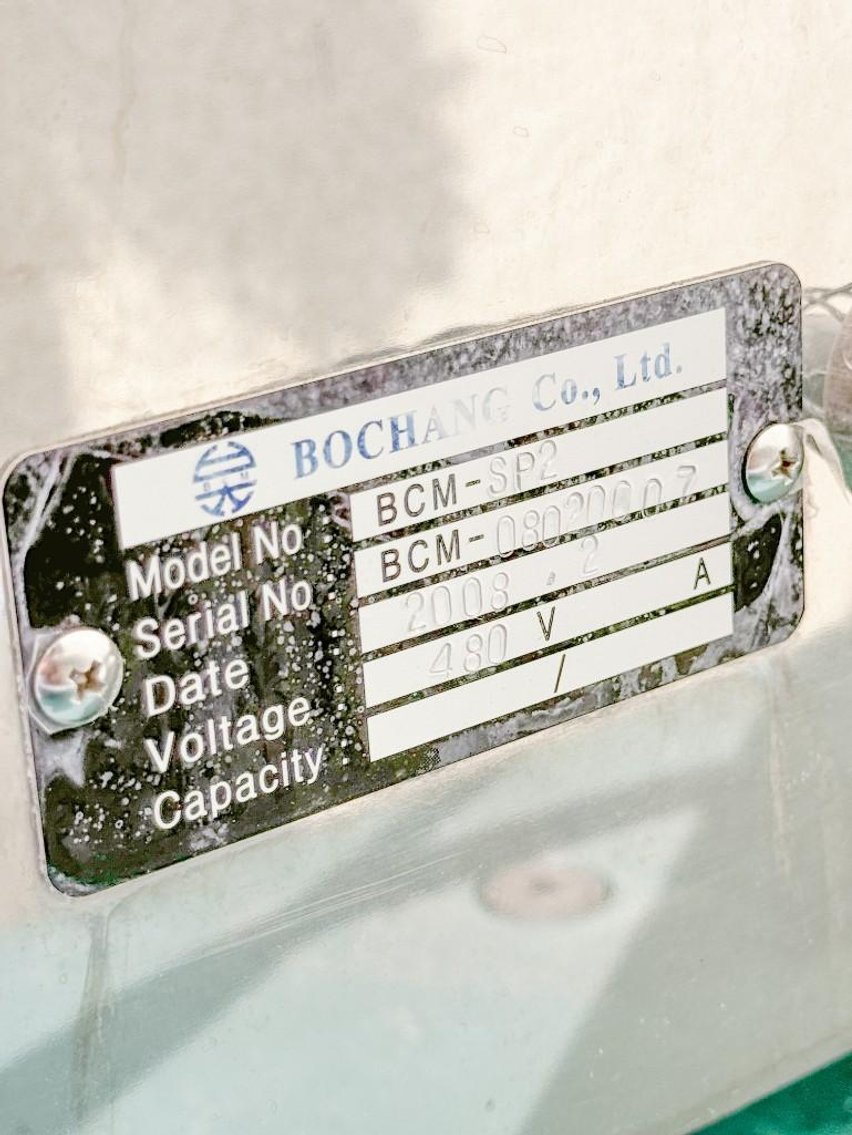 BOCHANG Co., Ltd.
Model No BCM-SP2
Serial No BCM-08020007
Date 2008 . 2
Voltage 480 V A
Capacity /